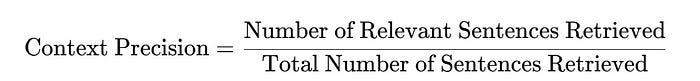 Context Precision = Number of Relevant Sentences Retrieved
Total Number of Sentences Retrieved